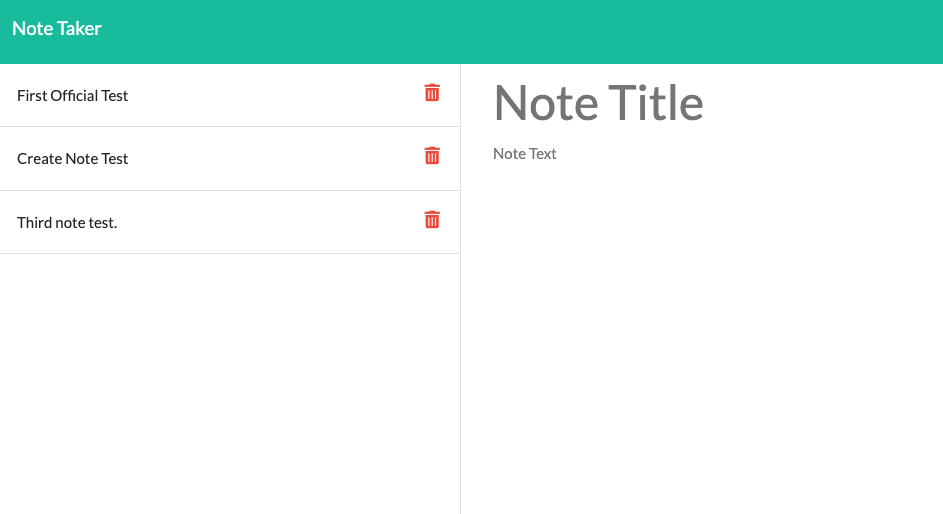 Note Taker
First Official Test
Create Note Test
Third note test.
Note Title
Note Text